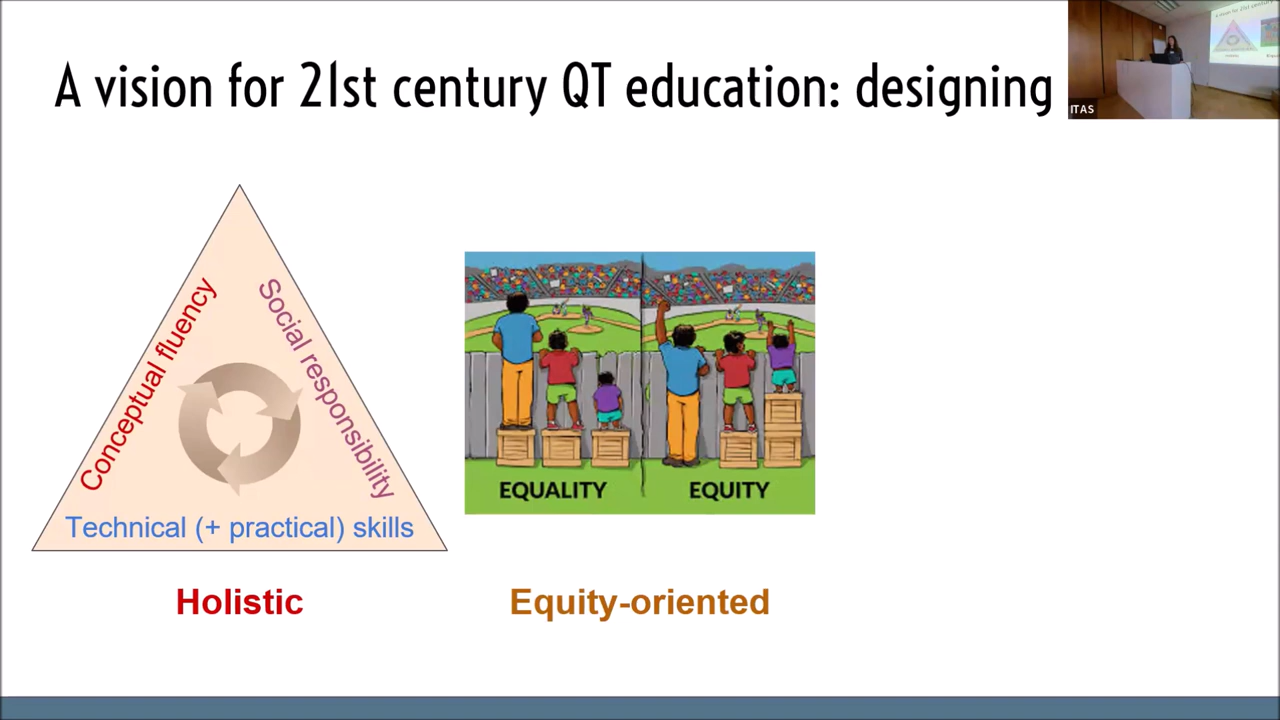 A vision for 21st century QT education: designing
ITAS
Conceptual fluency
Social responsibility
Technical (+ practical) skills
EQUALITY
EQUITY
Holistic
Equity-oriented